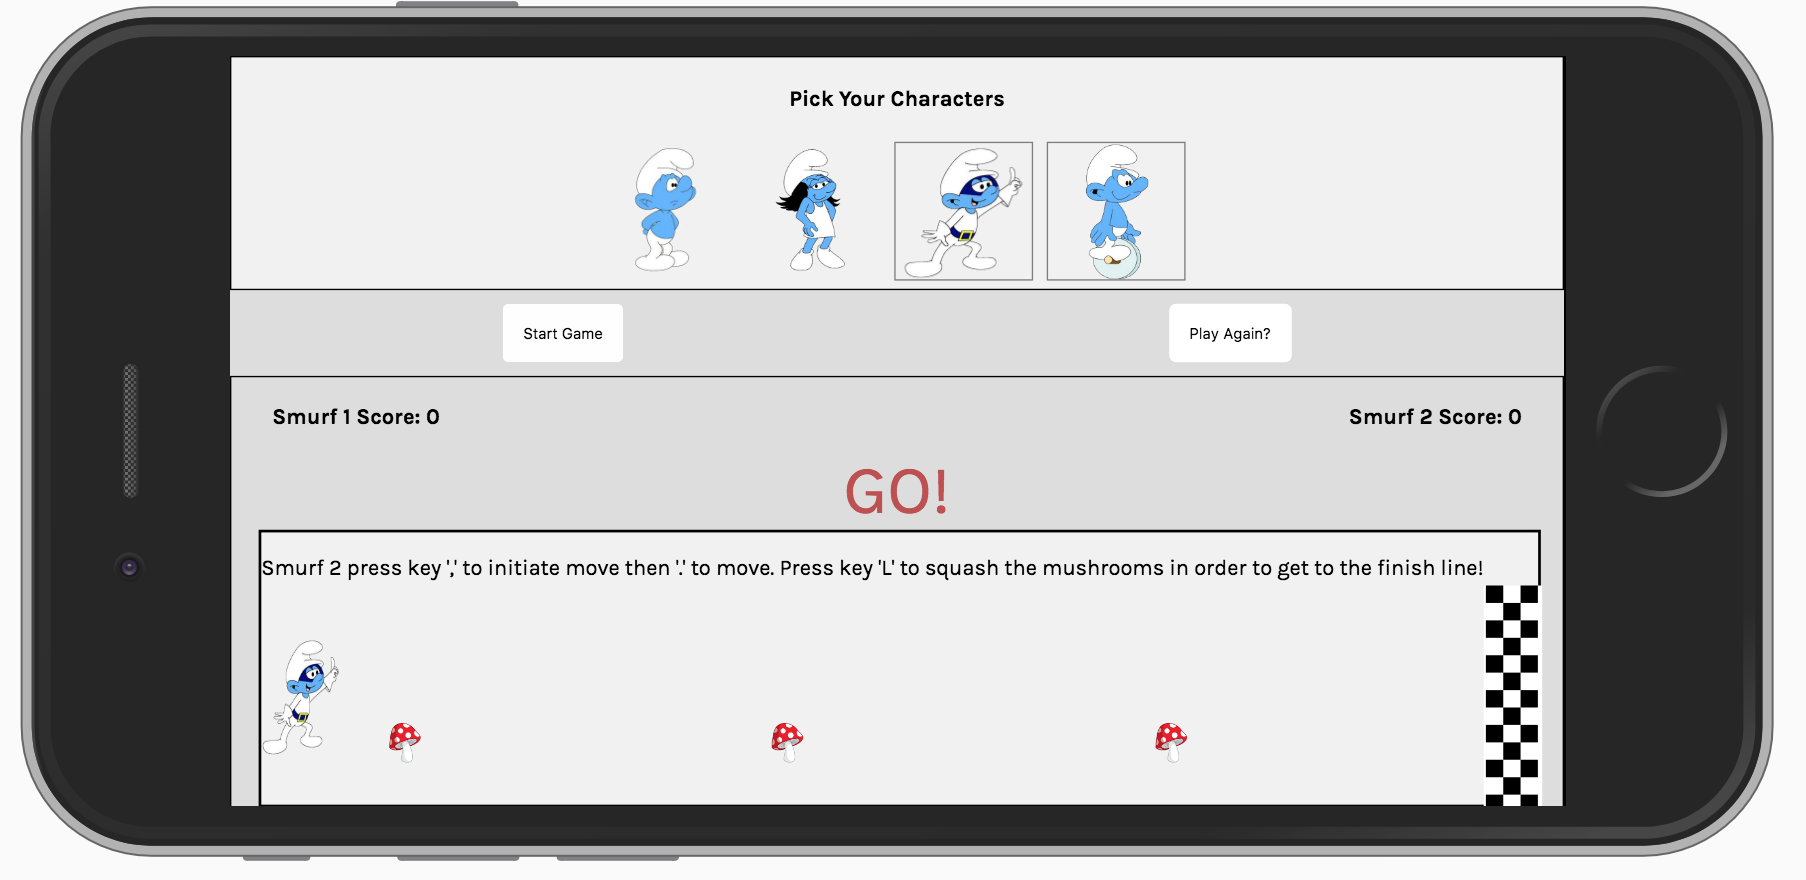 Pick Your Characters
Start Game
Play Again?
Smurf 1 Score: 0
Smurf 2 Score: 0
GO!
Smurf 2 press key ',' to initiate move then '.' to move. Press key 'L' to squash the mushrooms in order to get to the finish line!